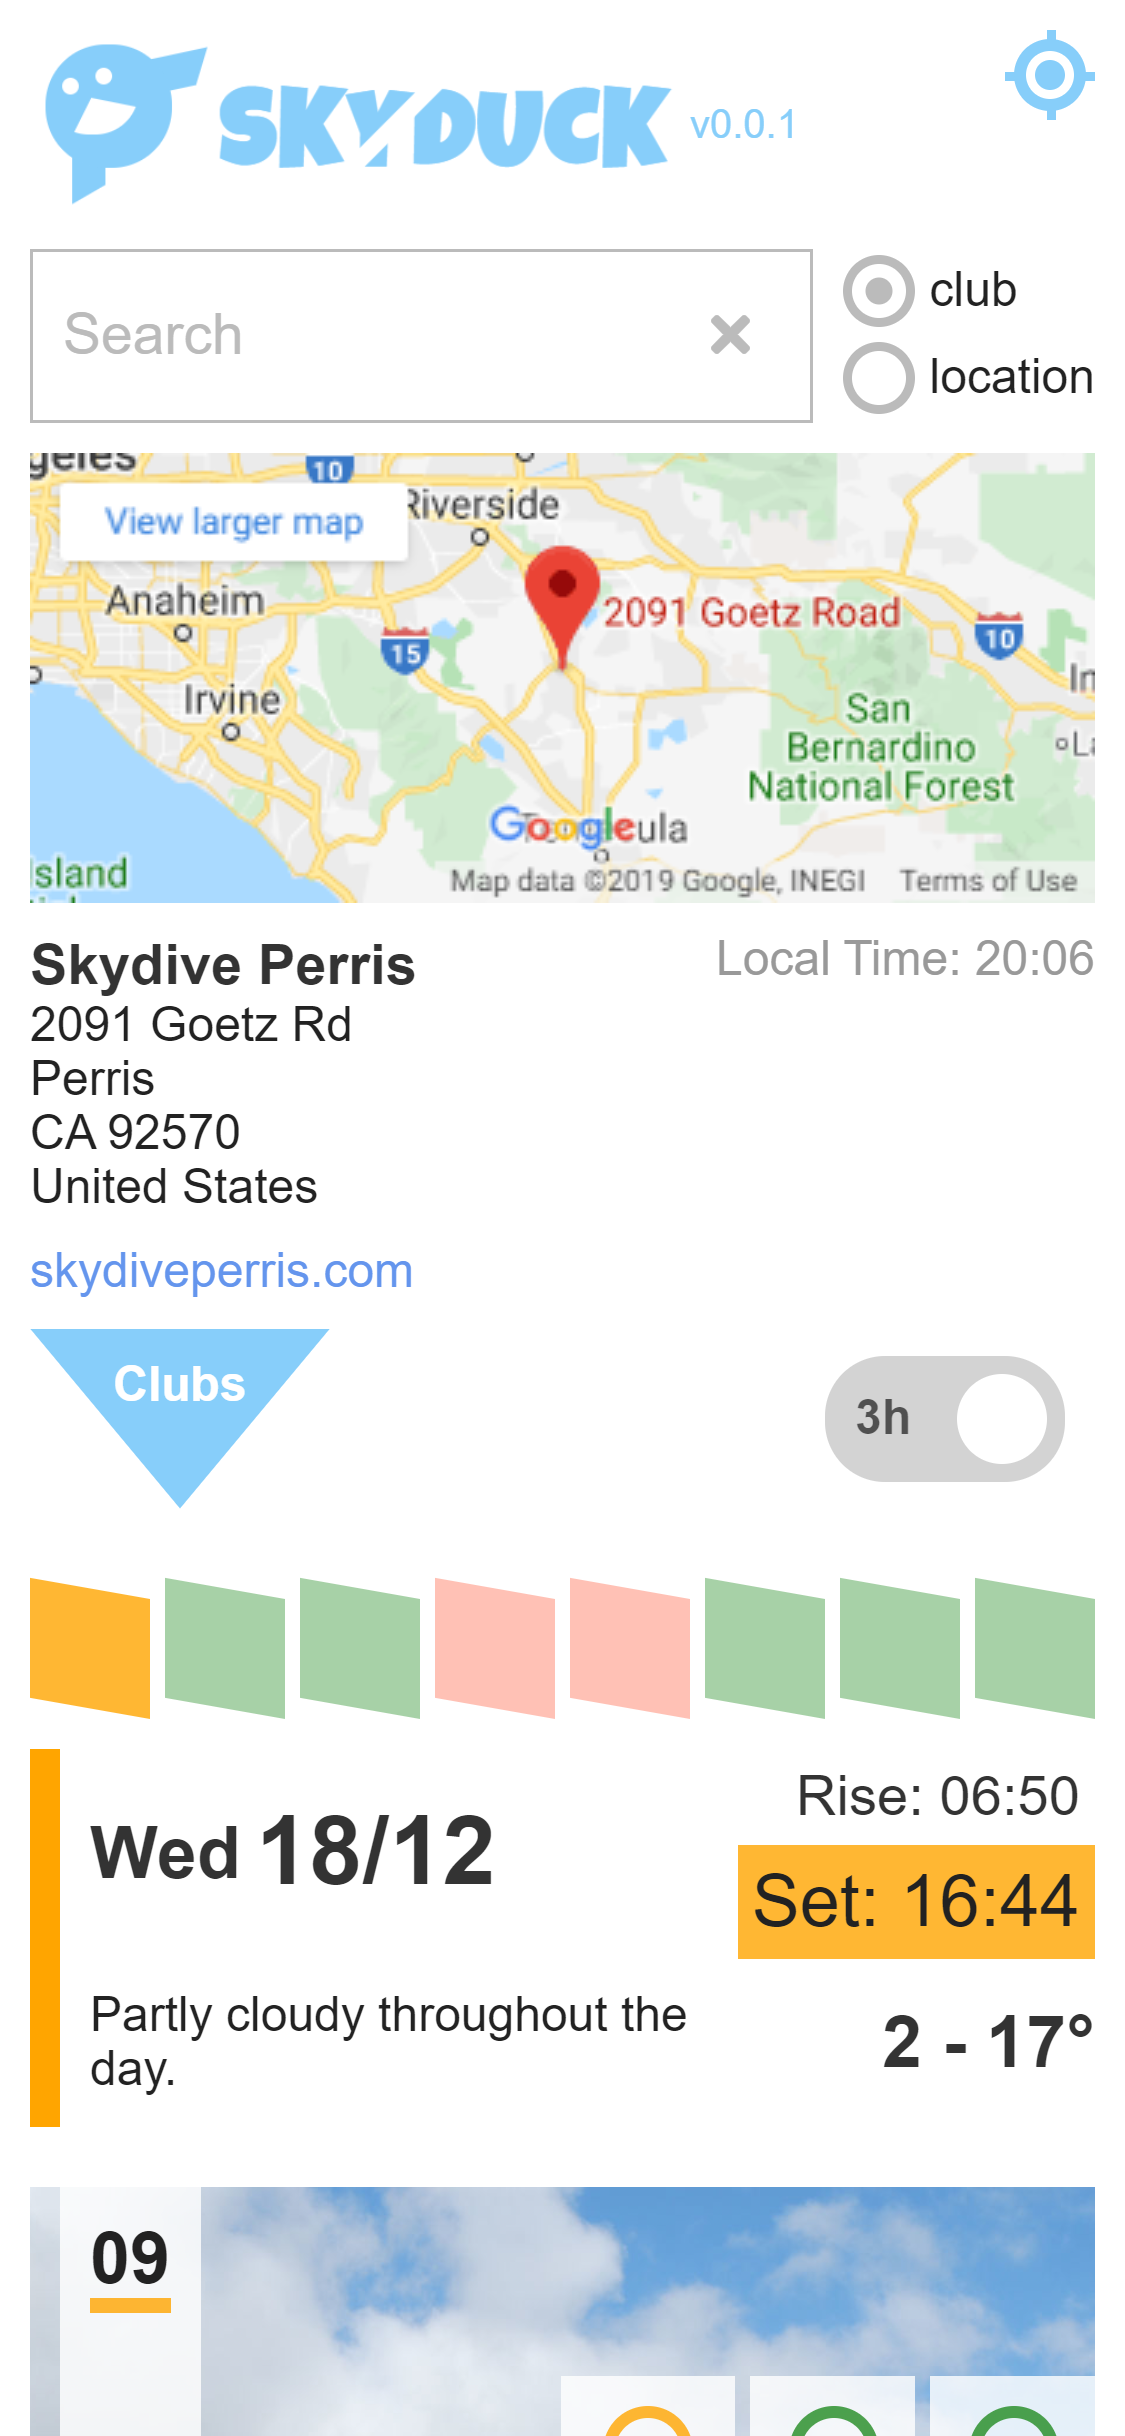 SKYDUCK v0.0.1
Search
club
location
geles
10
Riverside
View larger map
Anaheim
2091 Goetz Road
15
10
Irvine
San
Bernardino
National Forest
Google
ula
sland
Map data ©2019 Google, INEGI Terms of Use
Skydive Perris
Local Time: 20:06
2091 Goetz Rd
Perris
CA 92570
United States
skydiveperris.com
Clubs
3h
Wed 18/12
Rise: 06:50
Set: 16:44
Partly cloudy throughout the
day.
2 - 17°
09